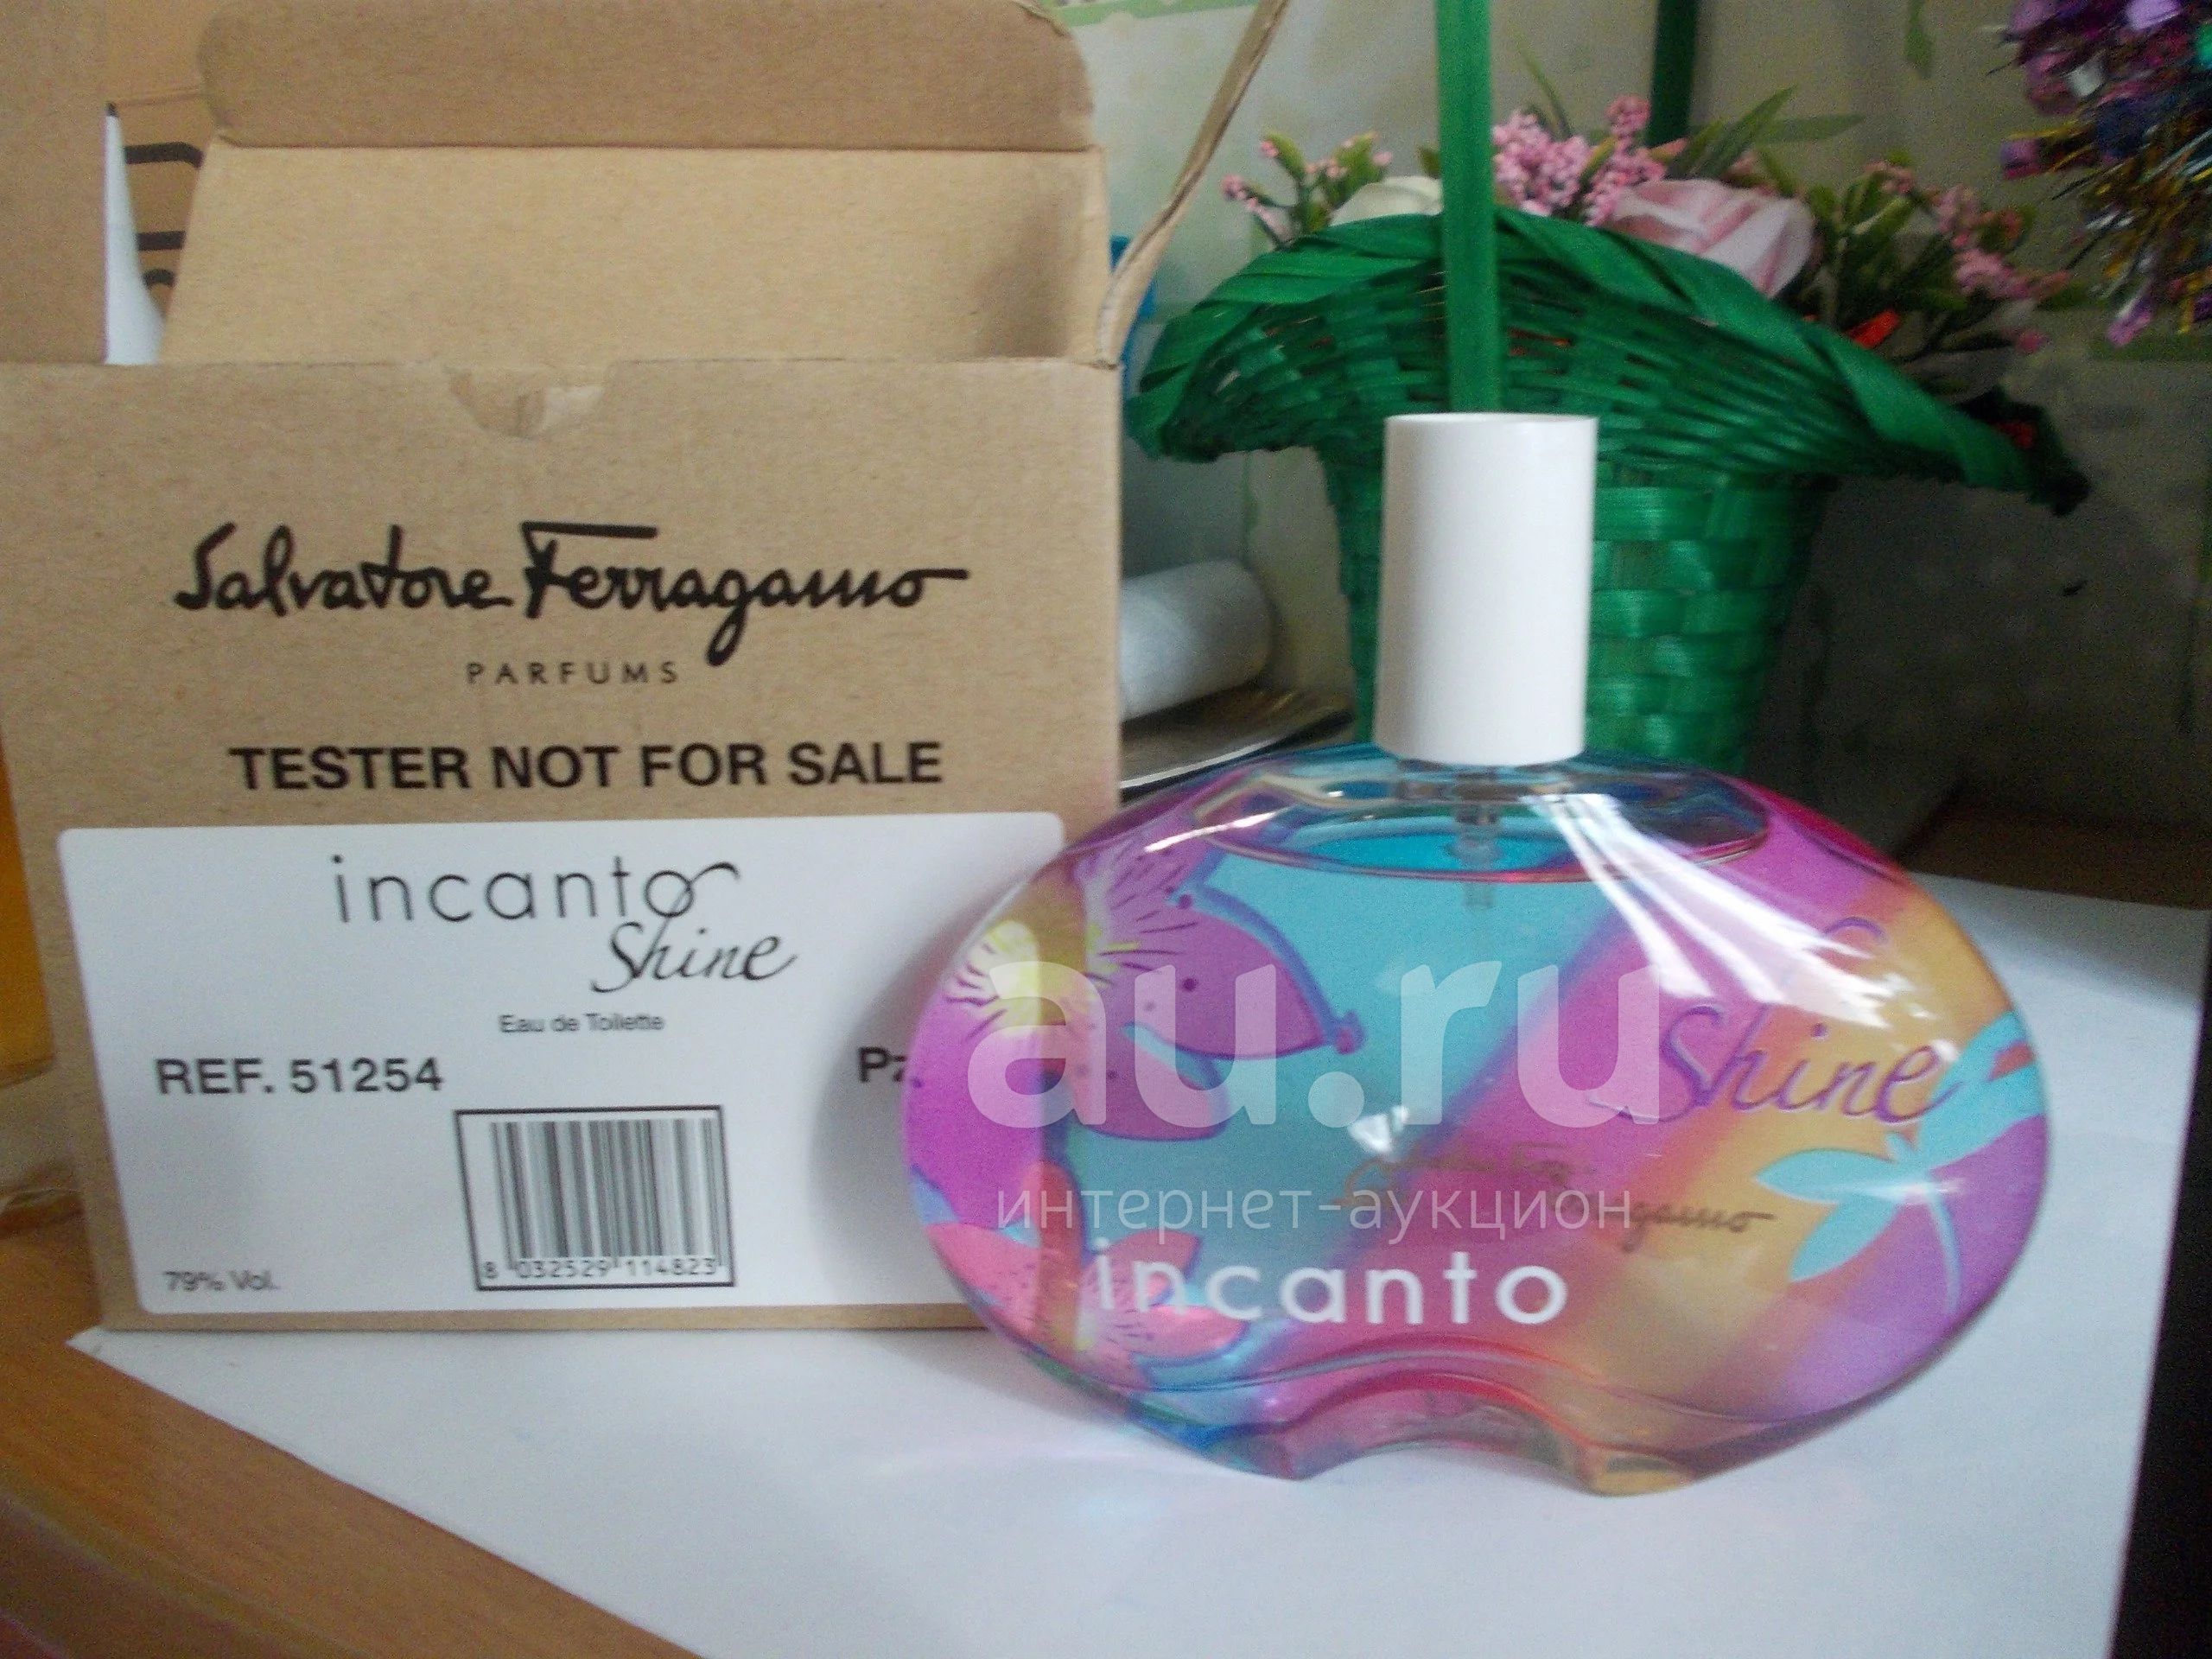 Salvatore Ferragamo
PARFUMS
TESTER NOT FOR SALE
incanto
Shine
Eau de Toilette
REF. 51254
79% Vol.
8 032529 114823
Shine
au.ru
интернет-аукцион
incanto